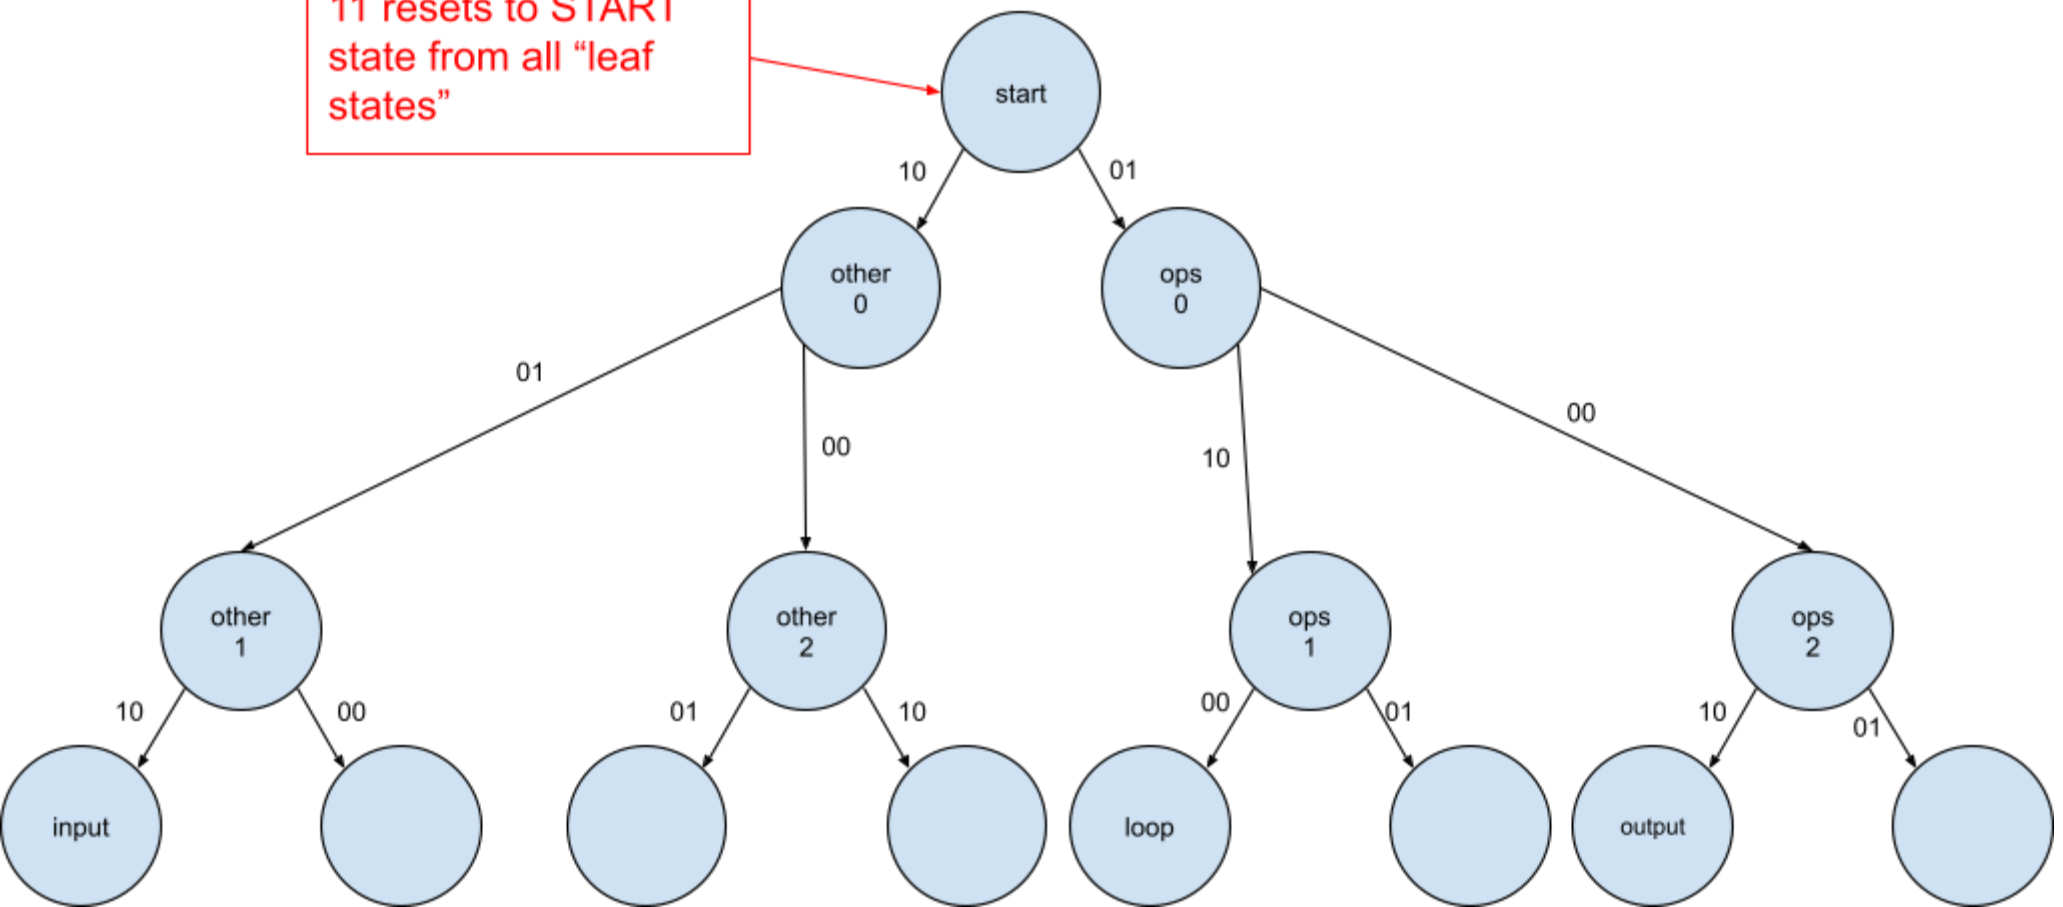 11 resets to START
state from all “leaf
states”
start
10
01
other
0
ops
0
01
00
10
00
other
1
other
2
ops
1
ops
2
10
00
01
10
00
01
10
01
input
loop
output